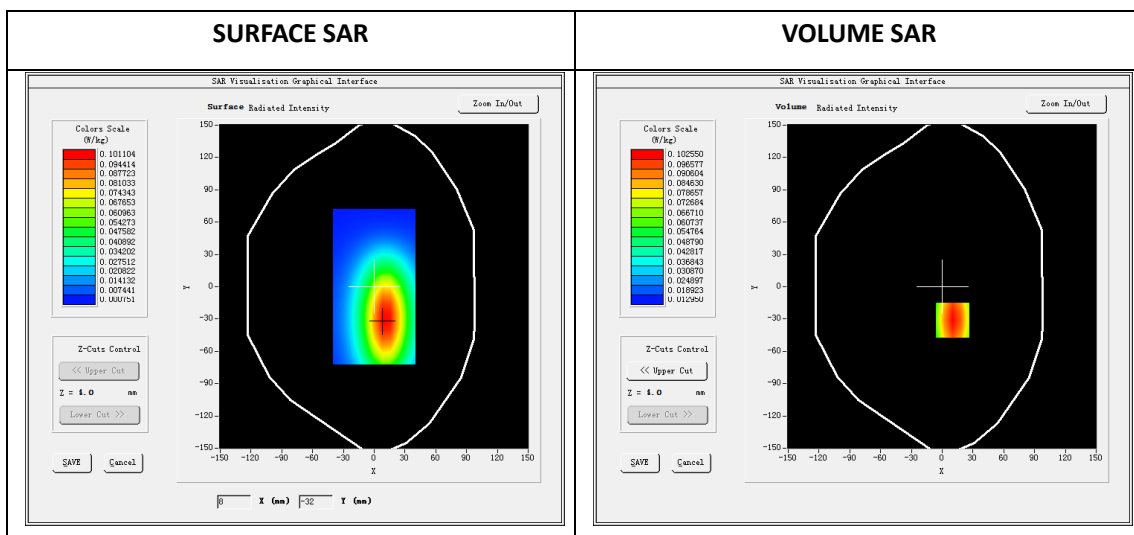 SURFACE SAR
VOLUME SAR
SAR Visualisation Graphical Interface
Surface Radiated Intensity
Zoom In/Out
Colors Scale
(W/kg)
0.101104
0.094414
0.087723
0.081033
0.074343
0.067653
0.060963
0.054273
0.047582
0.040892
0.034202
0.027512
0.020822
0.014132
0.007441
0.000751
150
120
90
60
30
0
-30
-60
-90
-120
-150
Y
-150 -120 -90 -60 -30 0 30 60 90 120 150
X
Z-Cuts Control
<< Upper Cut
Z = 4.0 mm
Lower Cut >>
SAVE Cancel
8 X (mm) -32 Y (mm)
SAR Visualisation Graphical Interface
Volume Radiated Intensity
Zoom In/Out
Colors Scale
(W/kg)
0.102550
0.096577
0.090604
0.084630
0.078657
0.072684
0.066710
0.060737
0.054764
0.048790
0.042817
0.036843
0.030870
0.024897
0.018923
0.012950
150
120
90
60
30
0
-30
-60
-90
-120
-150
Y
-150 -120 -90 -60 -30 0 30 60 90 120 150
X
Z-Cuts Control
<< Upper Cut
Z = 4.0 mm
Lower Cut >>
SAVE Cancel